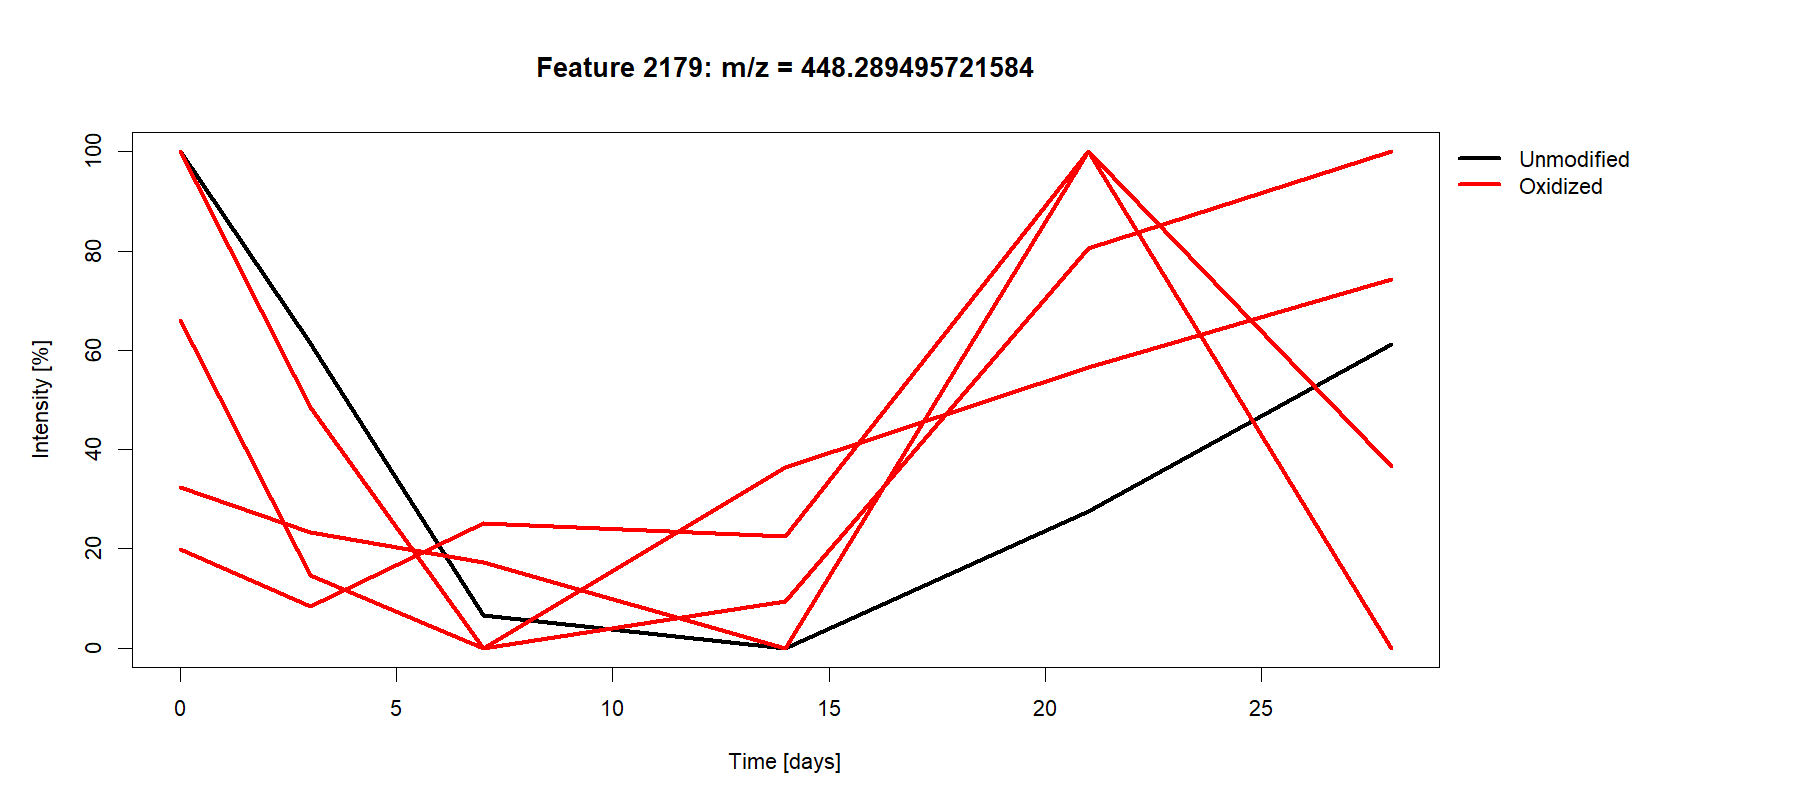 Feature 2179: m/z = 448.289495721584
Unmodified
Oxidized
Intensity [%]
100
80
60
40
20
0
0 5 10 15 20 25
Time [days]